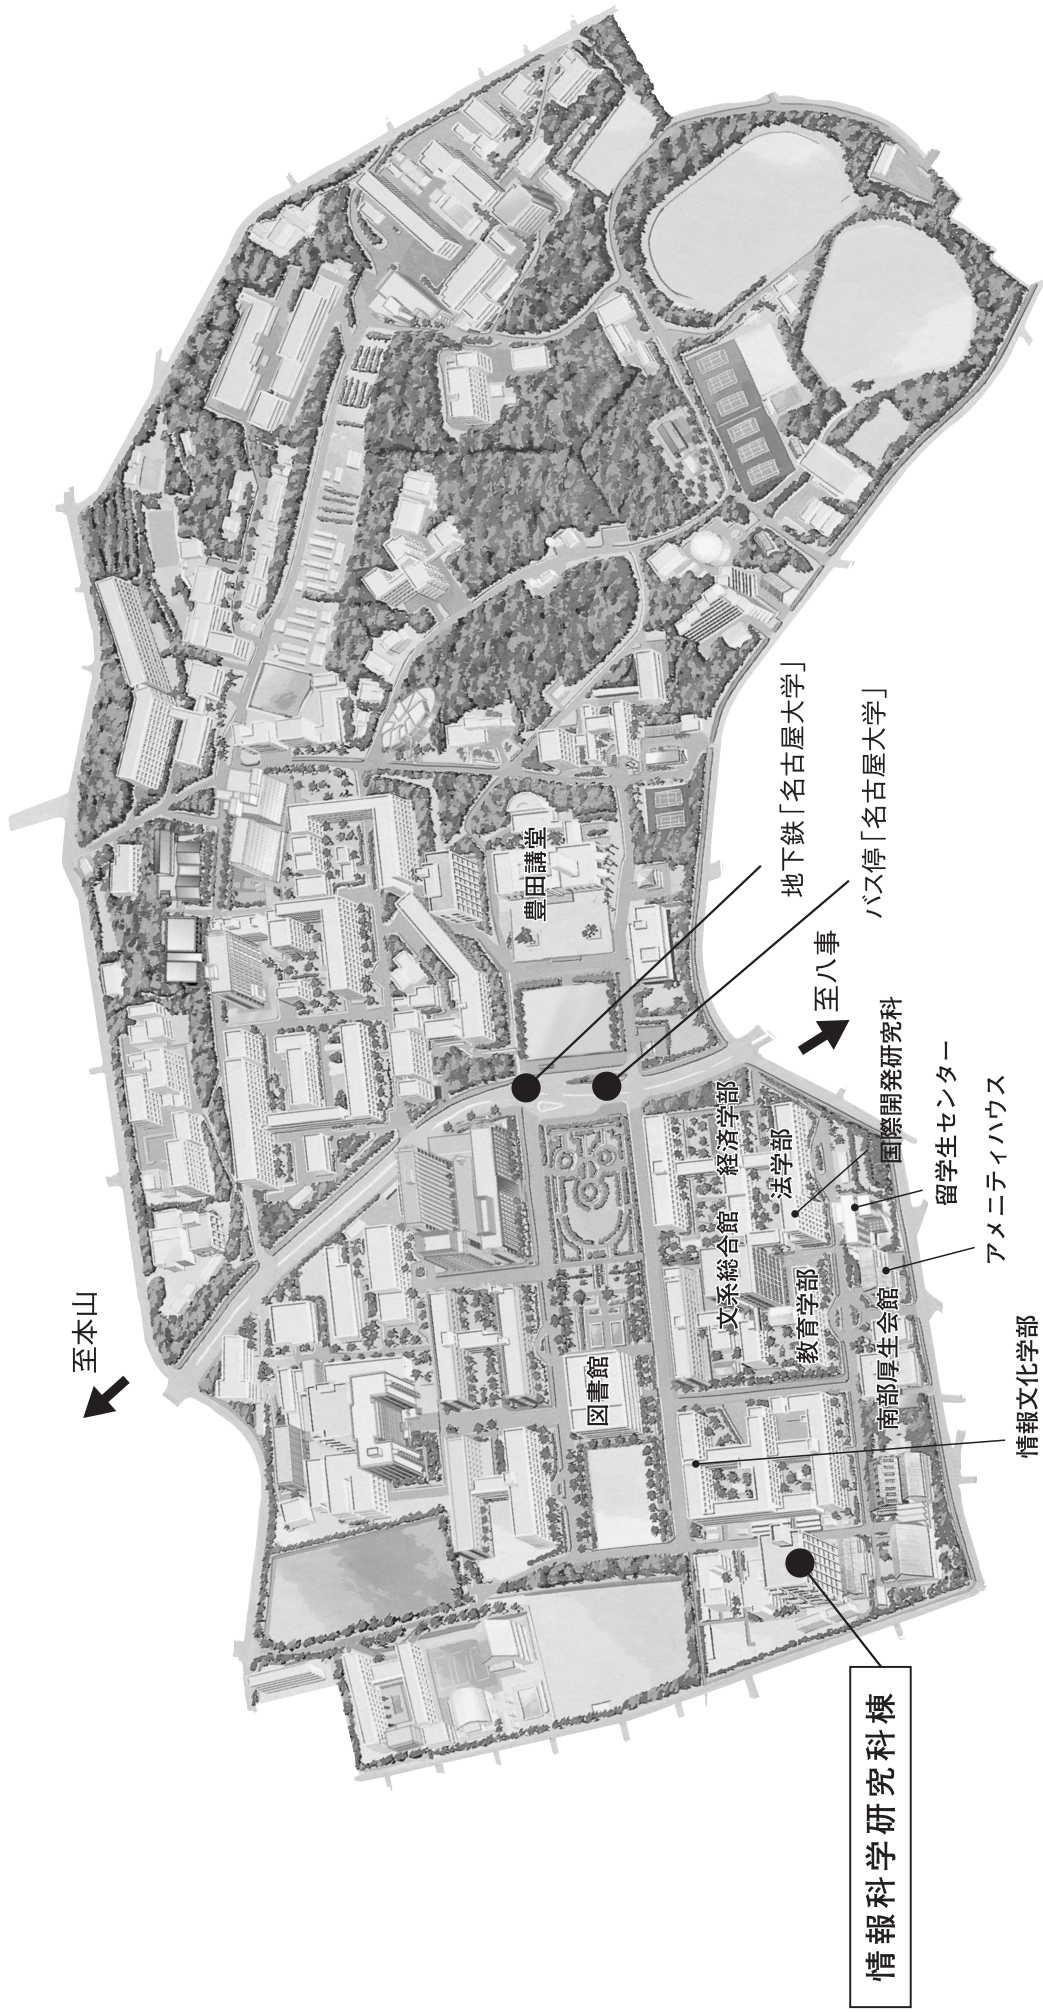 至本山
豊田講堂
地下鉄「名古屋大学」
バス停「名古屋大学」
至八事
国際開発研究科
留学生センター
アメニティハウス
経済学部
法学部
文系総合館
教育学部
南部厚生会館
図書館
情報文化学部
情報科学研究科棟